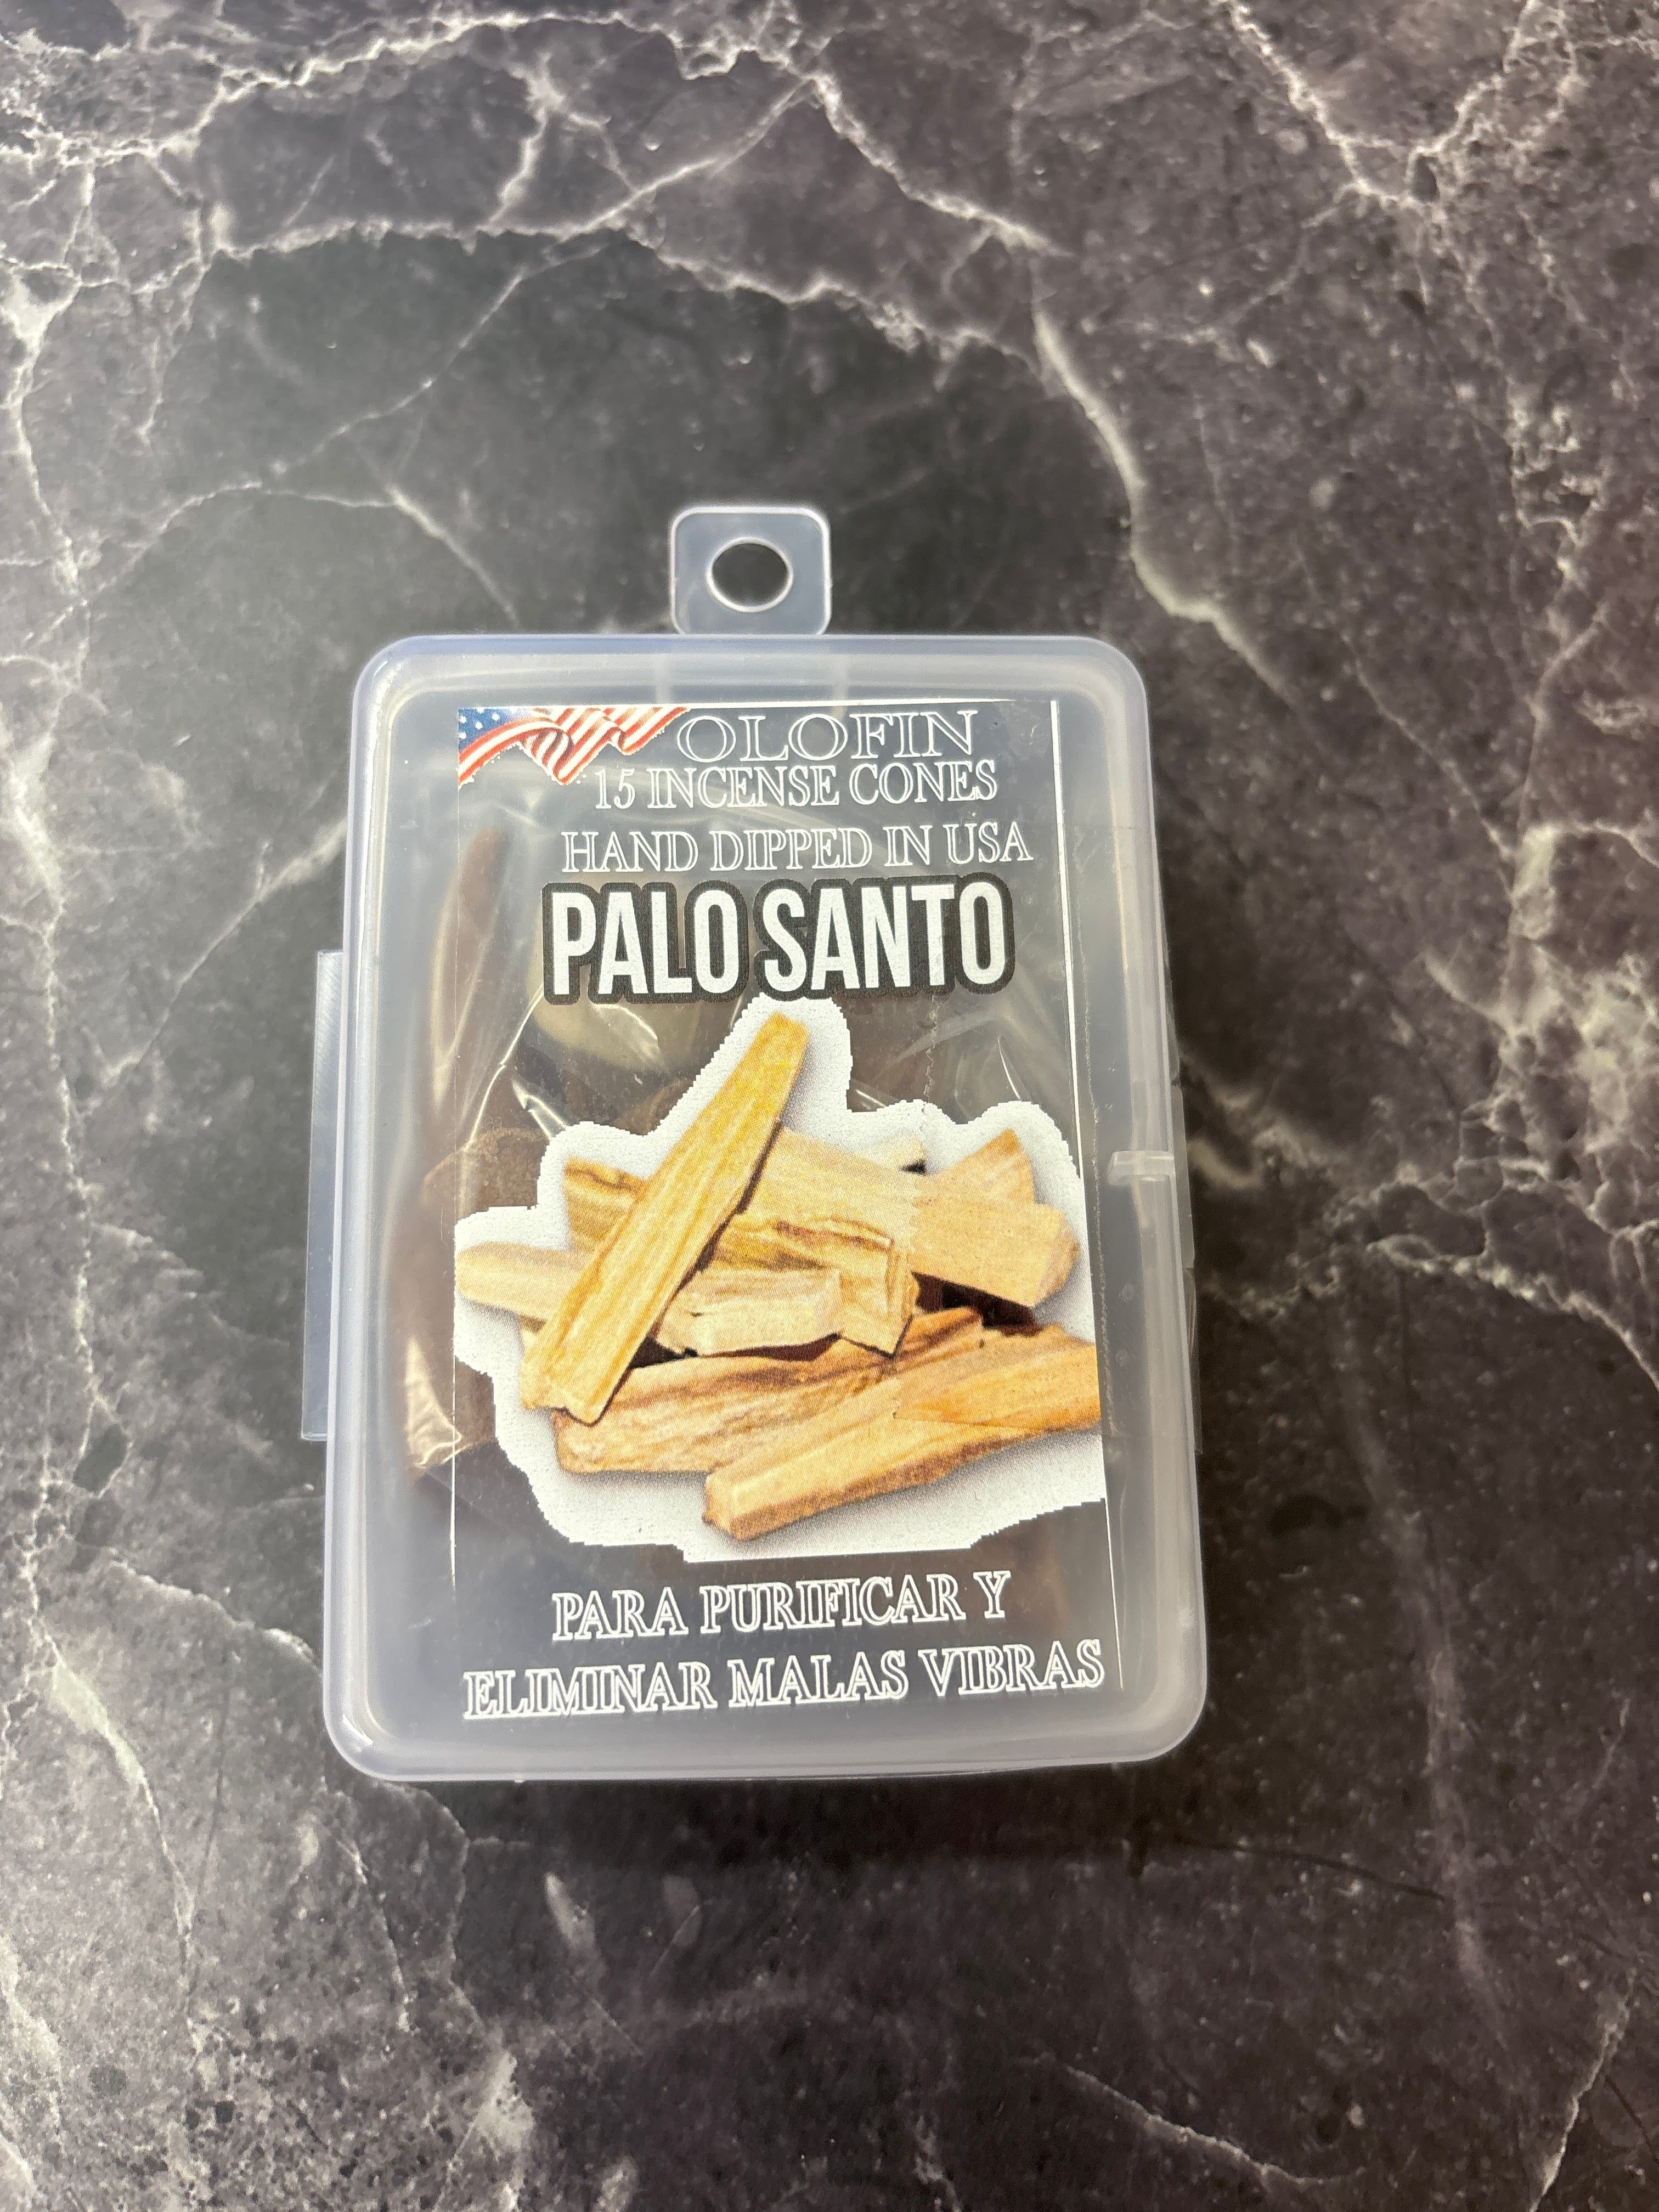 OLOFIN
15 INCENSE CONES
HAND DIPPED IN USA
PALO SANTO
PARA PURIFICAR Y
ELIMINAR MALAS VIBRAS